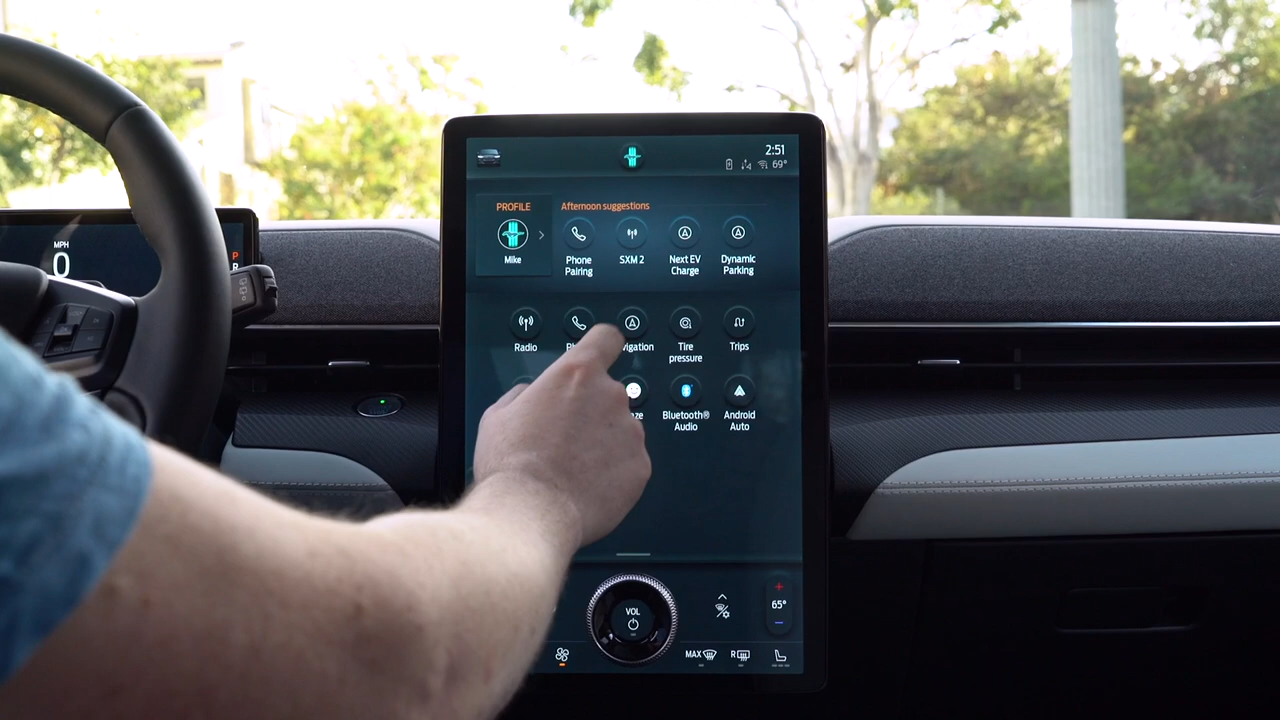 2:51
69°
PROFILE
Afternoon suggestions
Mike
Phone
Pairing
SXM 2
Next EV
Charge
Dynamic
Parking
MPH
0
P
R
Radio
Tire
pressure
Trips
Bluetooth®
Audio
Android
Auto
VOL
65°
MAX
R